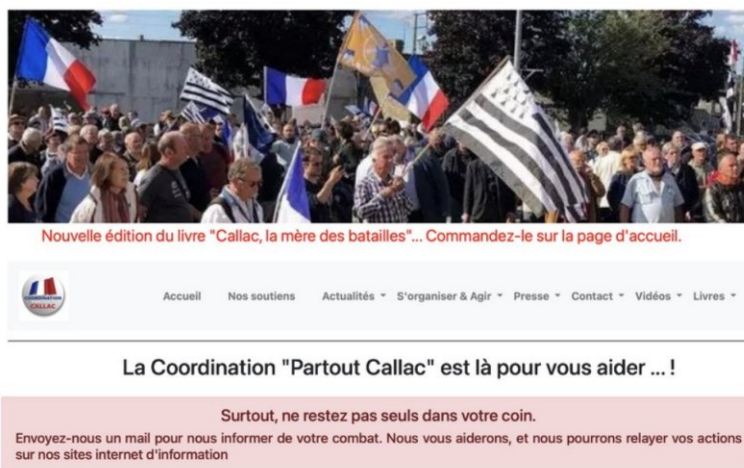 Nouvelle édition du livre "Callac, la mère des batailles"... Commandez-le sur la page d'accueil.
COORDINATION
CALLAC
Accueil Nos soutiens Actualités S'organiser & Agir Presse Contact Vidéos Livres
La Coordination "Partout Callac" est là pour vous aider ... !
Surtout, ne restez pas seuls dans votre coin.
Envoyez-nous un mail pour nous informer de votre combat. Nous vous aiderons, et nous pourrons relayer vos actions
sur nos sites internet d'information